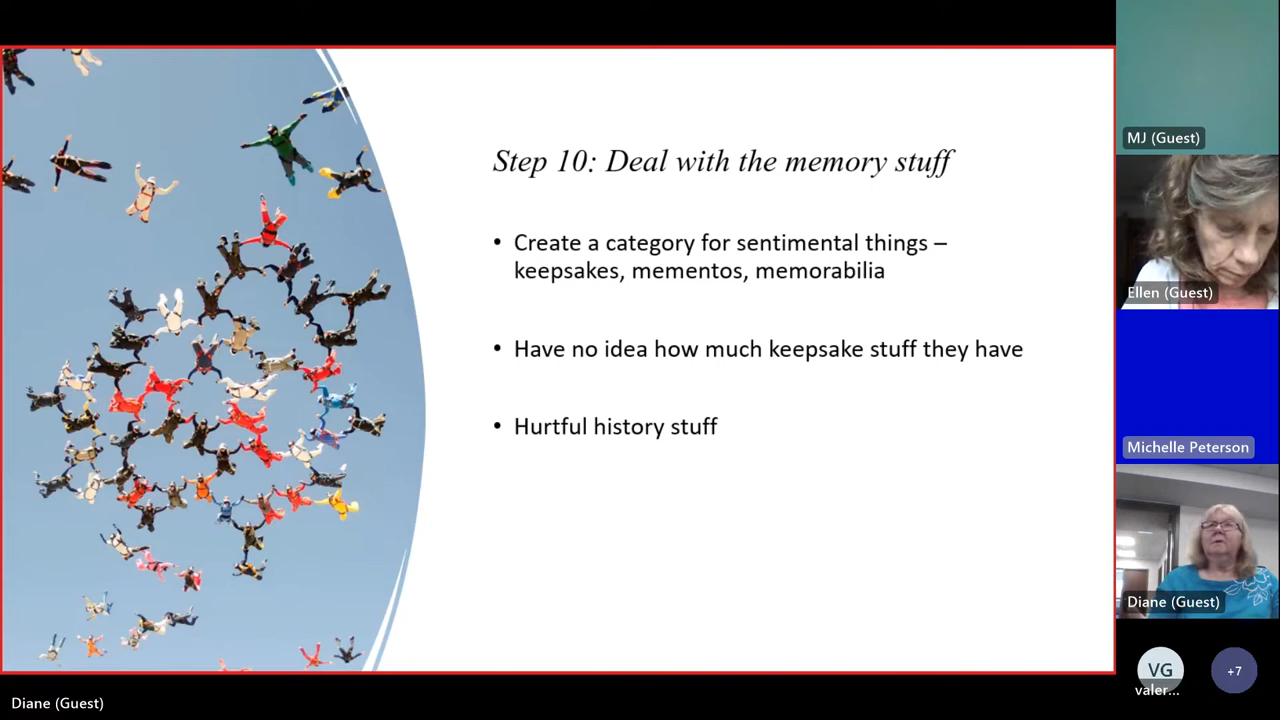 Step 10: Deal with the memory stuff
• Create a category for sentimental things –
keepsakes, mementos, memorabilia
• Have no idea how much keepsake stuff they have
• Hurtful history stuff
MJ (Guest)
Ellen (Guest)
Michelle Peterson
Diane (Guest)
VG
valer...
+7
Diane (Guest)